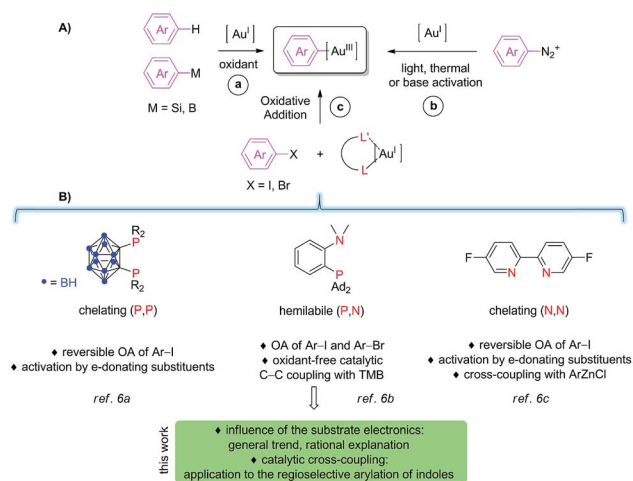 A)
Ar
H
Ar
M
M = Si, B
[Au^I]
oxidant
a
Ar
[Au^III]
[Au^I]
light, thermal
or base activation
b
Ar
N2^+
Oxidative
Addition
c
Ar
X
+
L'
L
Au^I
X = I, Br
B)
R2
P
P
R2
• = BH
chelating (P,P)
♦ reversible OA of Ar–I
♦ activation by e-donating substituents
ref. 6a
N
P
Ad2
hemilabile (P,N)
♦ OA of Ar–I and Ar–Br
♦ oxidant-free catalytic
C–C coupling with TMB
ref. 6b
F
F
N
N
chelating (N,N)
♦ reversible OA of Ar–I
♦ activation by e-donating substituents
♦ cross-coupling with ArZnCl
ref. 6c
this work
♦ influence of the substrate electronics:
general trend, rational explanation
♦ catalytic cross-coupling:
application to the regioselective arylation of indoles